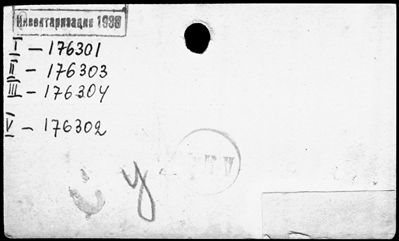 Инвентаризация 1938
I – 176301
II – 176303
III – 176304
V – 176302
у